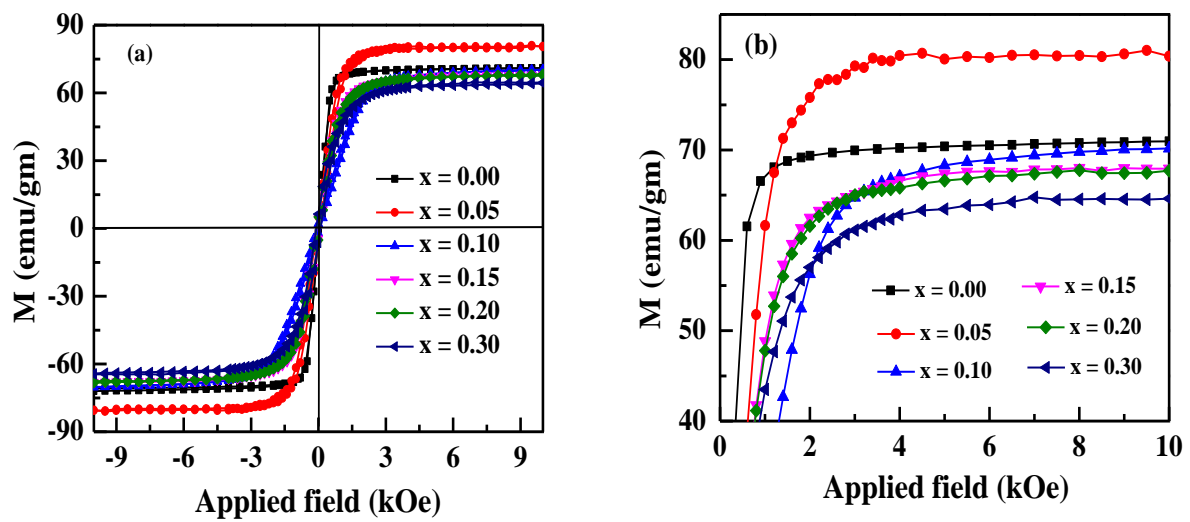 (a)
M (emu/gm)
90
60
30
0
-30
-60
-90
x = 0.00
x = 0.05
x = 0.10
x = 0.15
x = 0.20
x = 0.30
-9 -6 -3 0 3 6 9
Applied field (kOe)
(b)
M (emu/gm)
80
70
60
50
40
x = 0.00 x = 0.15
x = 0.05 x = 0.20
x = 0.10 x = 0.30
0 2 4 6 8 10
Applied field (kOe)